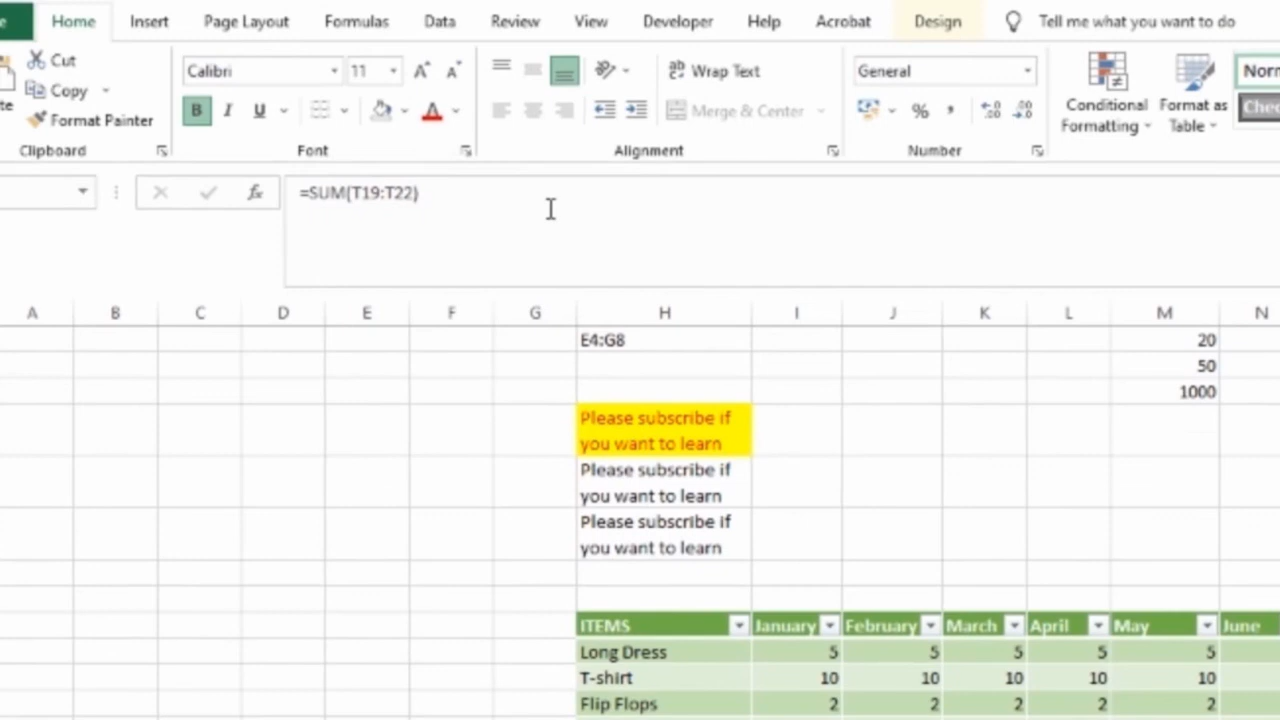 e Home Insert Page Layout Formulas Data Review View Developer Help Acrobat Design Tell me what you want to do
Cut
Copy
te
Format Painter
Clipboard
Calibri 11
B I U
Font
Wrap Text
Merge & Center
Alignment
General
%
Number
Conditional
Formatting
Format as
Table
Norn
Chec
fx =SUM(T19:T22)
A B C D E F G H I J K L M N
E4:G8 20
50
1000
Please subscribe if
you want to learn
Please subscribe if
you want to learn
Please subscribe if
you want to learn
ITEMS January February March April May June
Long Dress 5 5 5 5 5
T-shirt 10 10 10 10 10
Flip Flops 2 2 2 2 2